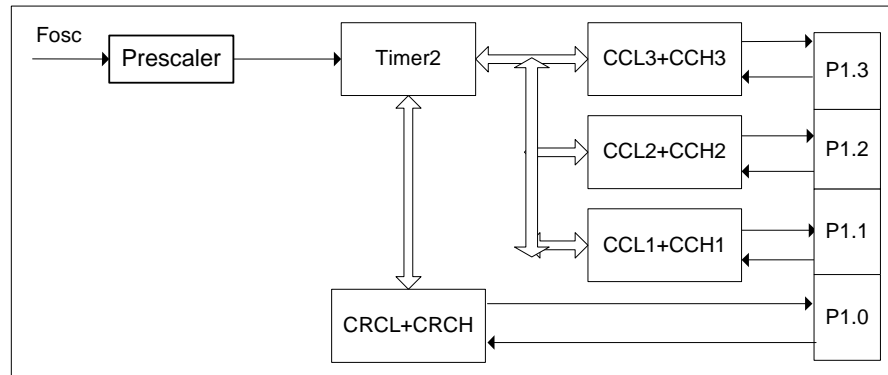 Fosc
Prescaler
Timer2
CCL3+CCH3
P1.3
CCL2+CCH2
P1.2
CCL1+CCH1
P1.1
CRCL+CRCH
P1.0